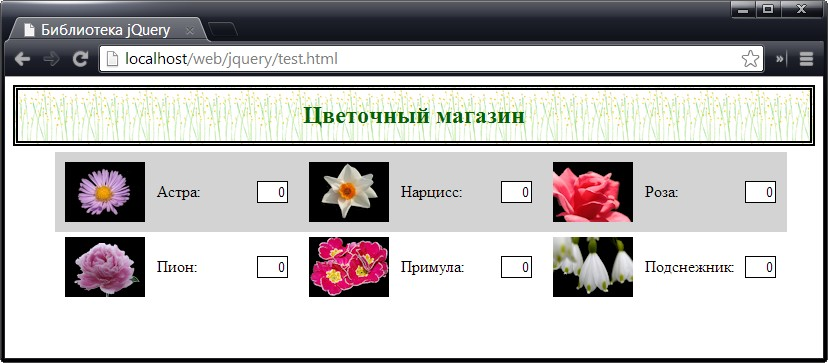 Библиотека jQuery
localhost/web/jquery/test.html
Цветочный магазин
Астра: 0 Нарцисс: 0 Роза: 0
Пион: 0 Примула: 0 Подснежник: 0